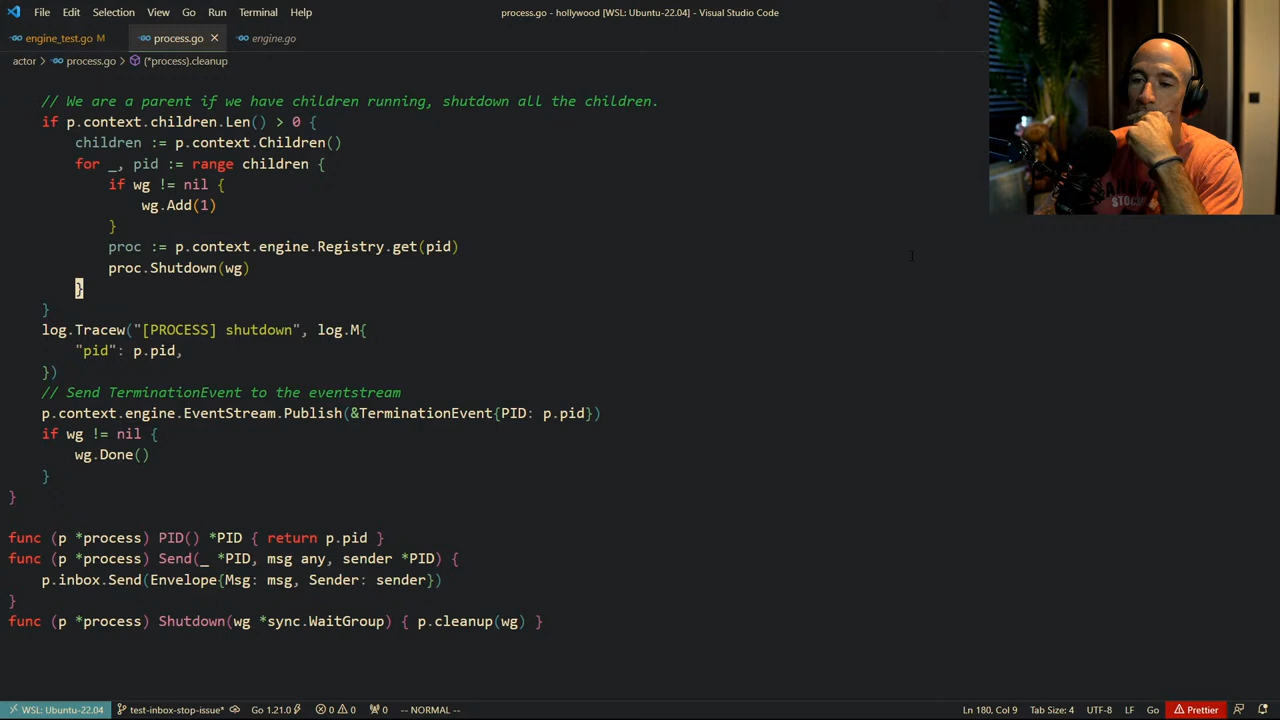 File Edit Selection View Go Run Terminal Help
process.go - hollywood [WSL: Ubuntu-22.04] - Visual Studio Code
engine_test.go M process.go engine.go
actor > process.go > (*process).cleanup
// We are a parent if we have children running, shutdown all the children.
if p.context.children.Len() > 0 {
children := p.context.Children()
for _, pid := range children {
if wg != nil {
wg.Add(1)
}
proc := p.context.engine.Registry.get(pid)
proc.Shutdown(wg)
}
}
log.Tracew("[PROCESS] shutdown", log.M{
"pid": p.pid,
})
// Send TerminationEvent to the eventstream
p.context.engine.EventStream.Publish(&TerminationEvent{PID: p.pid})
if wg != nil {
wg.Done()
}
}
func (p *process) PID() *PID { return p.pid }
func (p *process) Send(_ *PID, msg any, sender *PID) {
p.inbox.Send(Envelope{Msg: msg, Sender: sender})
}
func (p *process) Shutdown(wg *sync.WaitGroup) { p.cleanup(wg) }
WSL: Ubuntu-22.04 test-inbox-stop-issue* Go 1.21.0 0 0 0 -- NORMAL -- Ln 180, Col 9 Tab Size: 4 UTF-8 LF Go Prettier